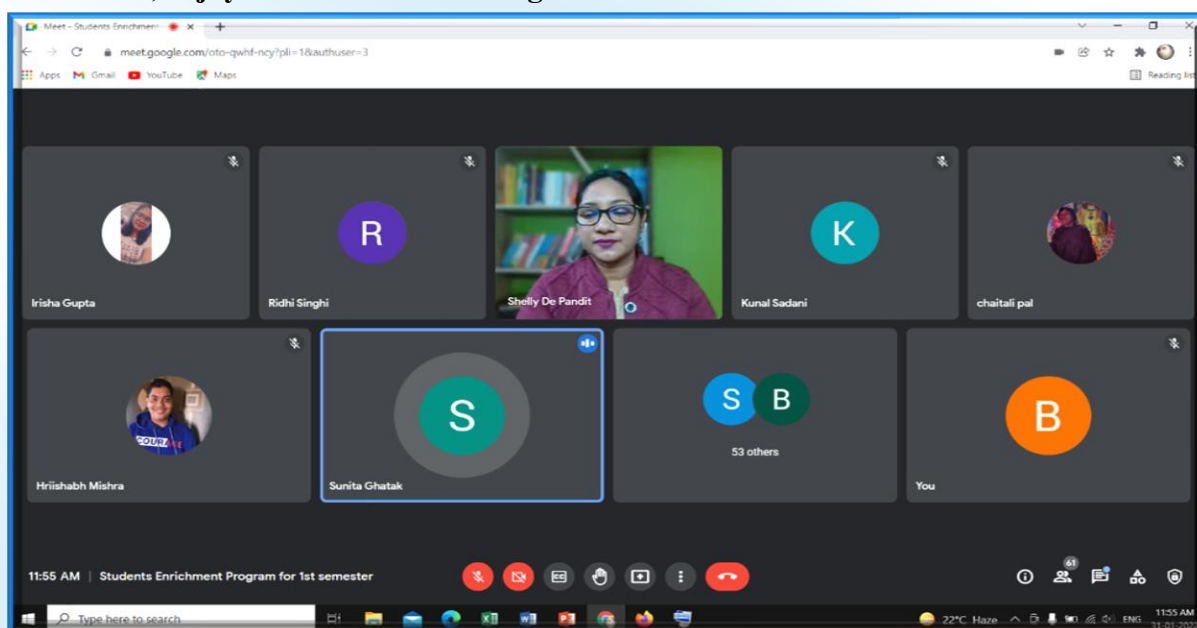 Meet - Students Enrichment
meet.google.com/oto-qwhf-ncy?pli=1&authuser=3
Apps Gmail YouTube Maps
Reading list
Irisha Gupta
Ridhi Singhi
R
Shelly De Pandit
Kunal Sadani
K
chaitali pal
COURAGE
Hriishabh Mishra
S
Sunita Ghatak
S B
53 others
B
You
11:55 AM | Students Enrichment Program for 1st semester
61
Type here to search
22°C Haze ENG 11:55 AM